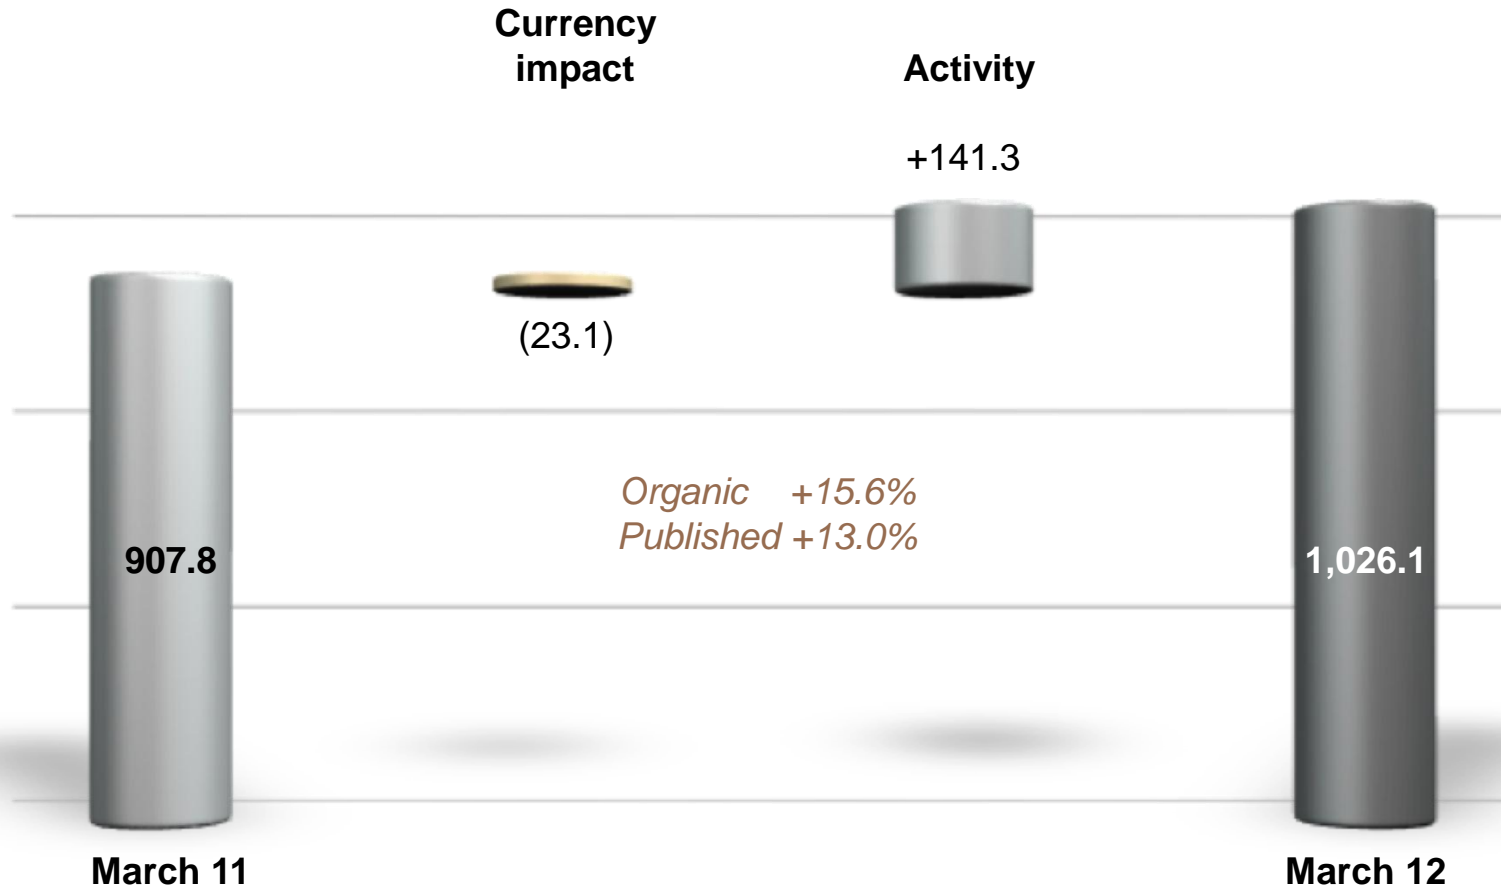 Currency
impact
Activity
+141.3
(23.1)
Organic +15.6%
Published +13.0%
907.8
1,026.1
March 11
March 12